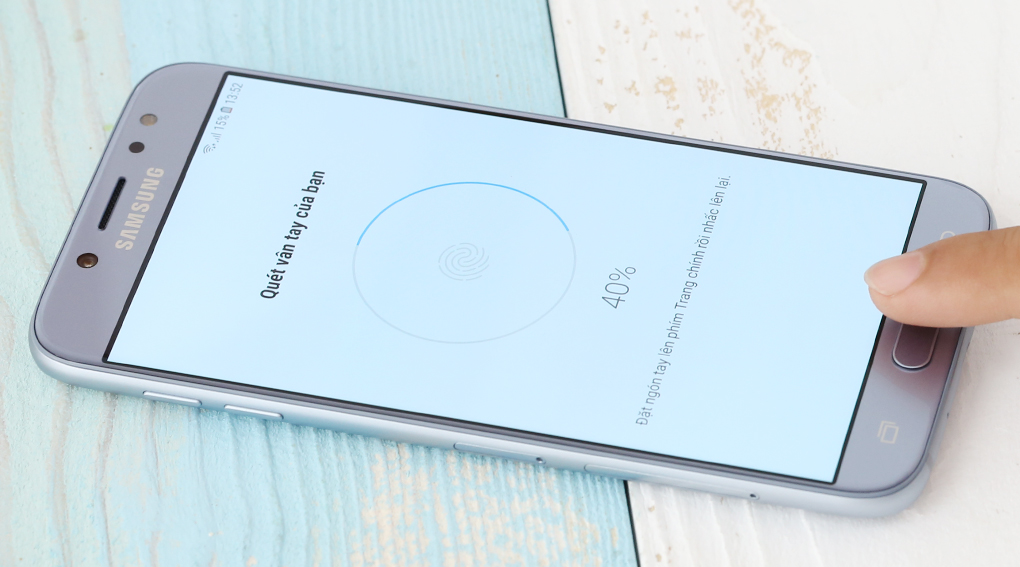 SAMSUNG
15% 13:52
Quét vân tay của bạn
40%
Đặt ngón tay lên phím Trang chính rồi nhấc lên lại.